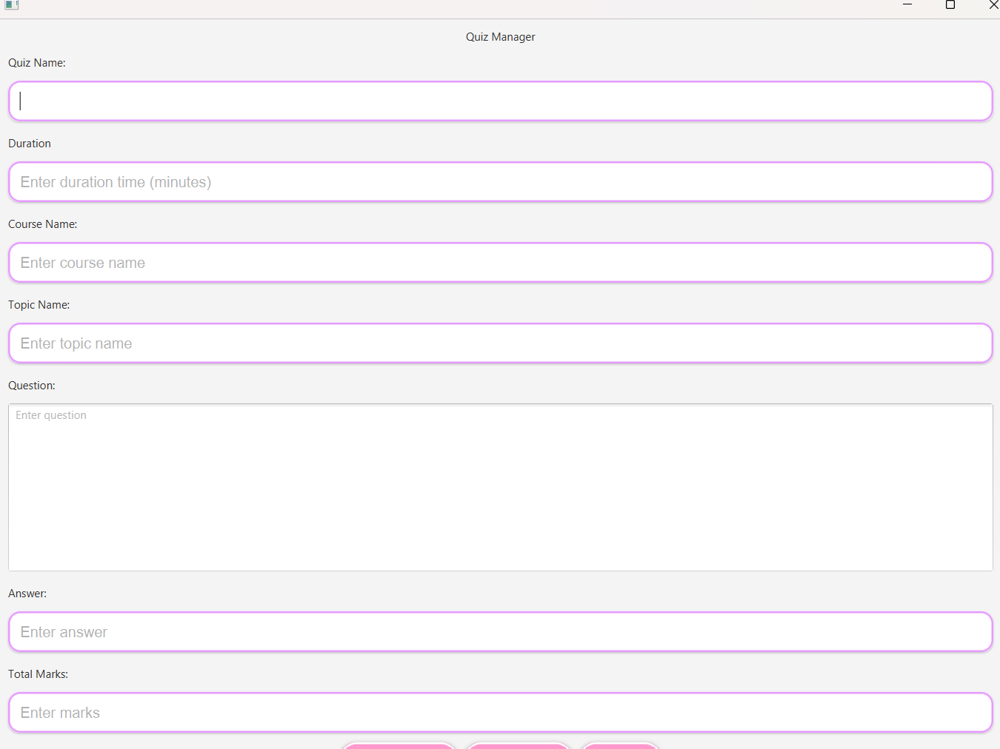 Quiz Manager
Quiz Name:
Duration
Enter duration time (minutes)
Course Name:
Enter course name
Topic Name:
Enter topic name
Question:
Enter question
Answer:
Enter answer
Total Marks:
Enter marks